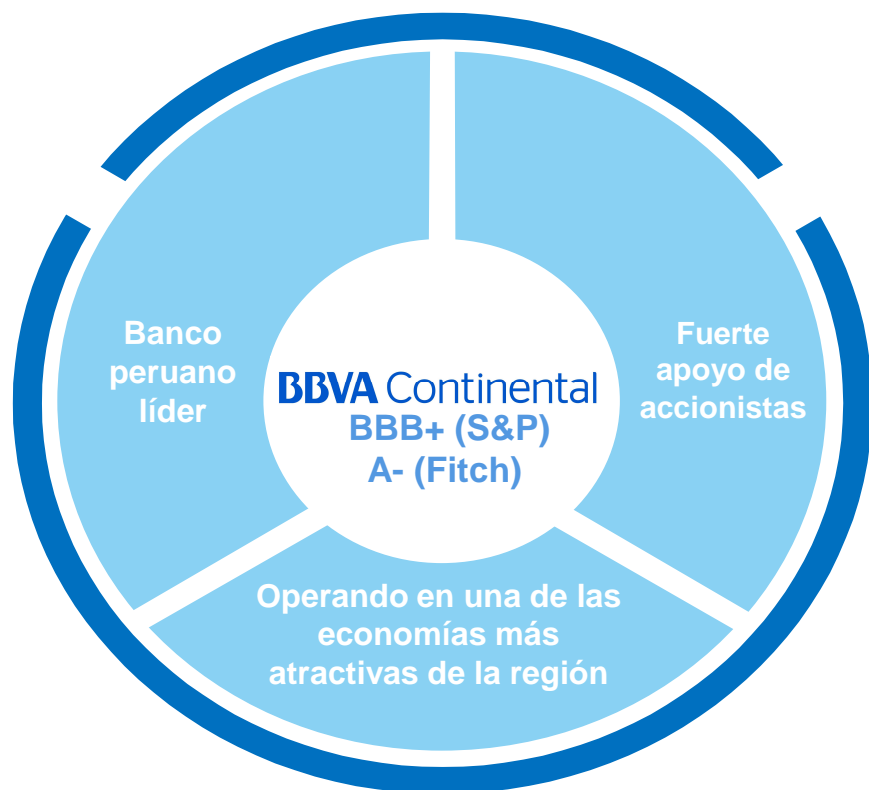 Banco
peruano
líder
Fuerte
apoyo de
accionistas
BBVA Continental
BBB+ (S&P)
A- (Fitch)
Operando en una de las
economías más
atractivas de la región